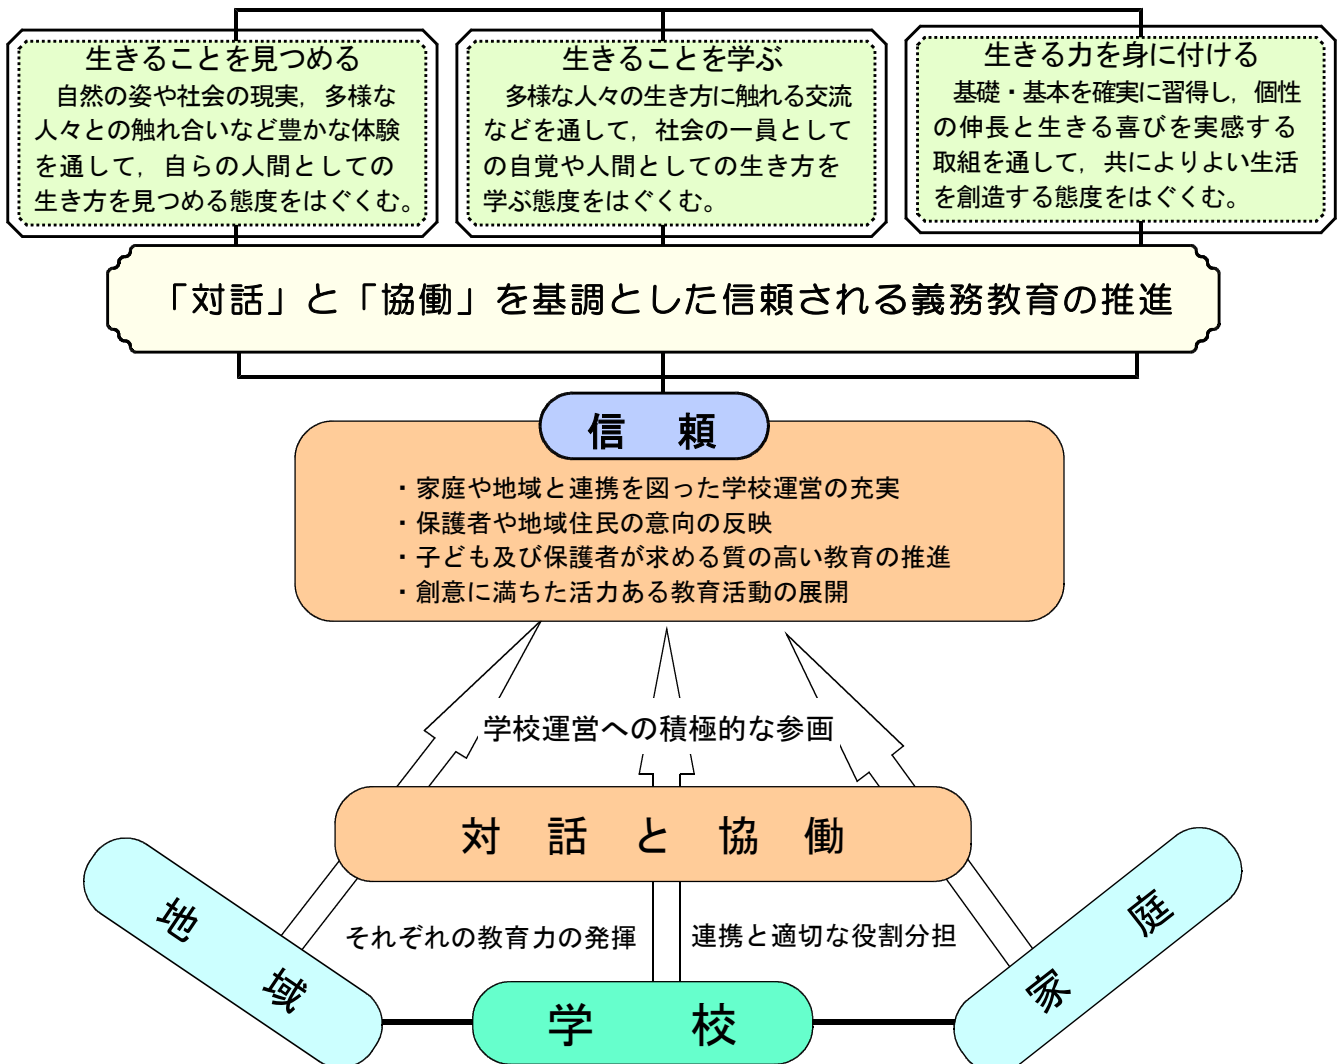 生きることを見つめる
自然の姿や社会の現実，多様な
人々との触れ合いなど豊かな体験
を通して，自らの人間としての
生き方を見つめる態度をはぐくむ。
生きることを学ぶ
多様な人々の生き方に触れる交流
などを通して，社会の一員として
の自覚や人間としての生き方を
学ぶ態度をはぐくむ。
生きる力を身に付ける
基礎・基本を確実に習得し，個性
の伸長と生きる喜びを実感する
取組を通して，共によりよい生活
を創造する態度をはぐくむ。
「対話」と「協働」を基調とした信頼される義務教育の推進
信　頼
・家庭や地域と連携を図った学校運営の充実
・保護者や地域住民の意向の反映
・子ども及び保護者が求める質の高い教育の推進
・創意に満ちた活力ある教育活動の展開
学校運営への積極的な参画
対　話　と　協　働
地　域
それぞれの教育力の発揮
連携と適切な役割分担
家　庭
学　校